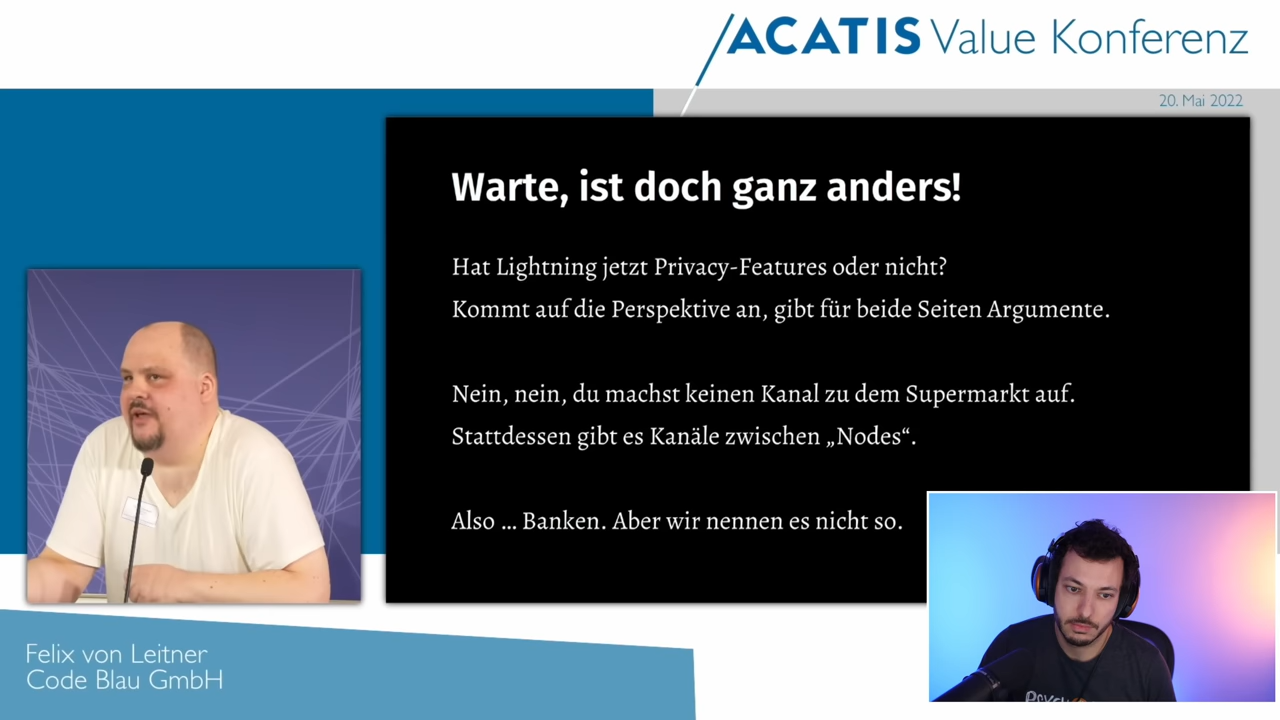 ACATIS Value Konferenz
20. Mai 2022
Warte, ist doch ganz anders!
Hat Lightning jetzt Privacy-Features oder nicht?
Kommt auf die Perspektive an, gibt für beide Seiten Argumente.
Nein, nein, du machst keinen Kanal zu dem Supermarkt auf.
Stattdessen gibt es Kanäle zwischen „Nodes“.
Also … Banken. Aber wir nennen es nicht so.
Felix von Leitner
Code Blau GmbH